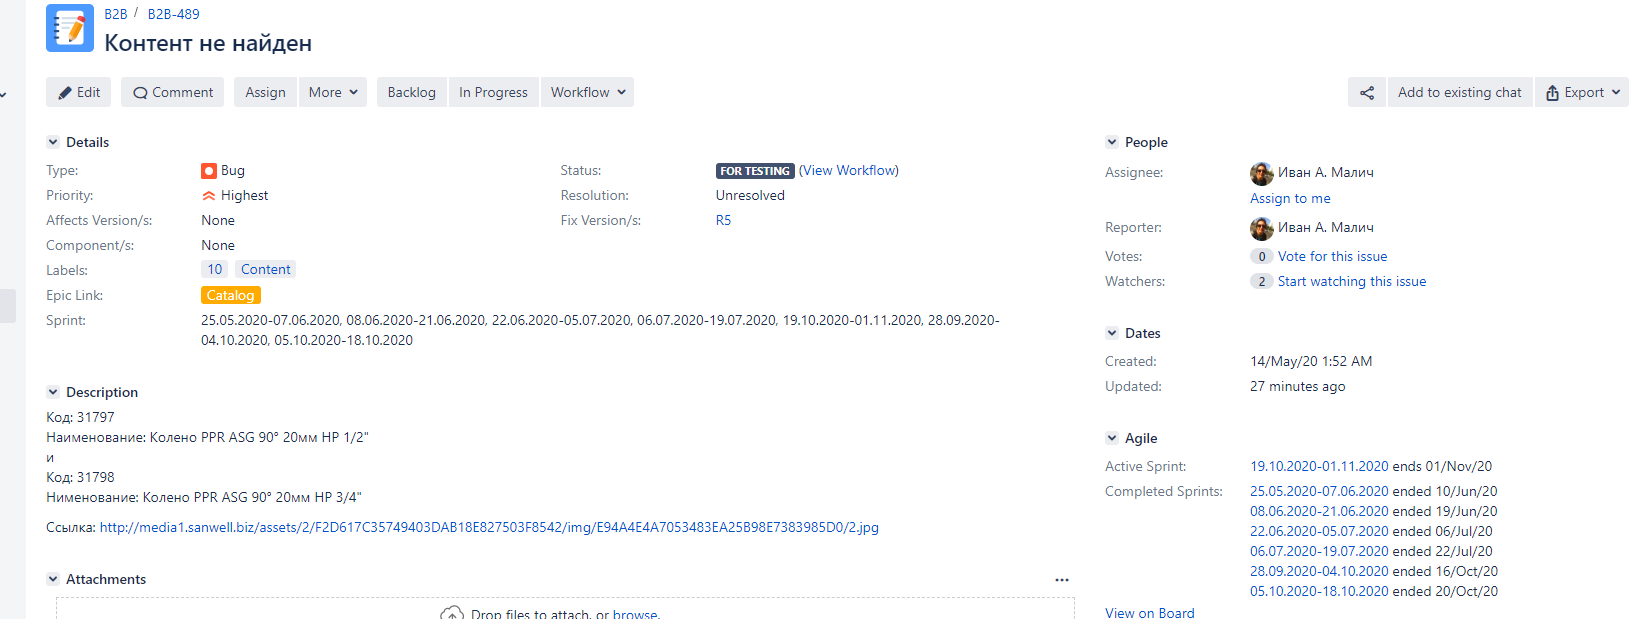 B2B / B2B-489
Контент не найден
Edit Comment Assign More Backlog In Progress Workflow Add to existing chat Export
Details
Type: Bug
Status: FOR TESTING (View Workflow)
Priority: Highest
Resolution: Unresolved
Affects Version/s: None
Fix Version/s: R5
Component/s: None
Labels: 10 Content
Epic Link: Catalog
Sprint: 25.05.2020-07.06.2020, 08.06.2020-21.06.2020, 22.06.2020-05.07.2020, 06.07.2020-19.07.2020, 19.10.2020-01.11.2020, 28.09.2020-
04.10.2020, 05.10.2020-18.10.2020
Description
Код: 31797
Наименование: Колено PPR ASG 90° 20мм НР 1/2"
и
Код: 31798
Нименование: Колено PPR ASG 90° 20мм НР 3/4"
Ссылка: http://media1.sanwell.biz/assets/2/F2D617C35749403DAB18E827503F8542/img/E94A4E4A7053483EA25B98E7383985D0/2.jpg
Attachments
Drop files to attach, or browse.
People
Assignee: Иван А. Малич
Assign to me
Reporter: Иван А. Малич
Votes: 0 Vote for this issue
Watchers: 2 Start watching this issue
Dates
Created: 14/May/20 1:52 AM
Updated: 27 minutes ago
Agile
Active Sprint: 19.10.2020-01.11.2020 ends 01/Nov/20
Completed Sprints: 25.05.2020-07.06.2020 ended 10/Jun/20
08.06.2020-21.06.2020 ended 19/Jun/20
22.06.2020-05.07.2020 ended 06/Jul/20
06.07.2020-19.07.2020 ended 22/Jul/20
28.09.2020-04.10.2020 ended 16/Oct/20
05.10.2020-18.10.2020 ended 20/Oct/20
View on Board